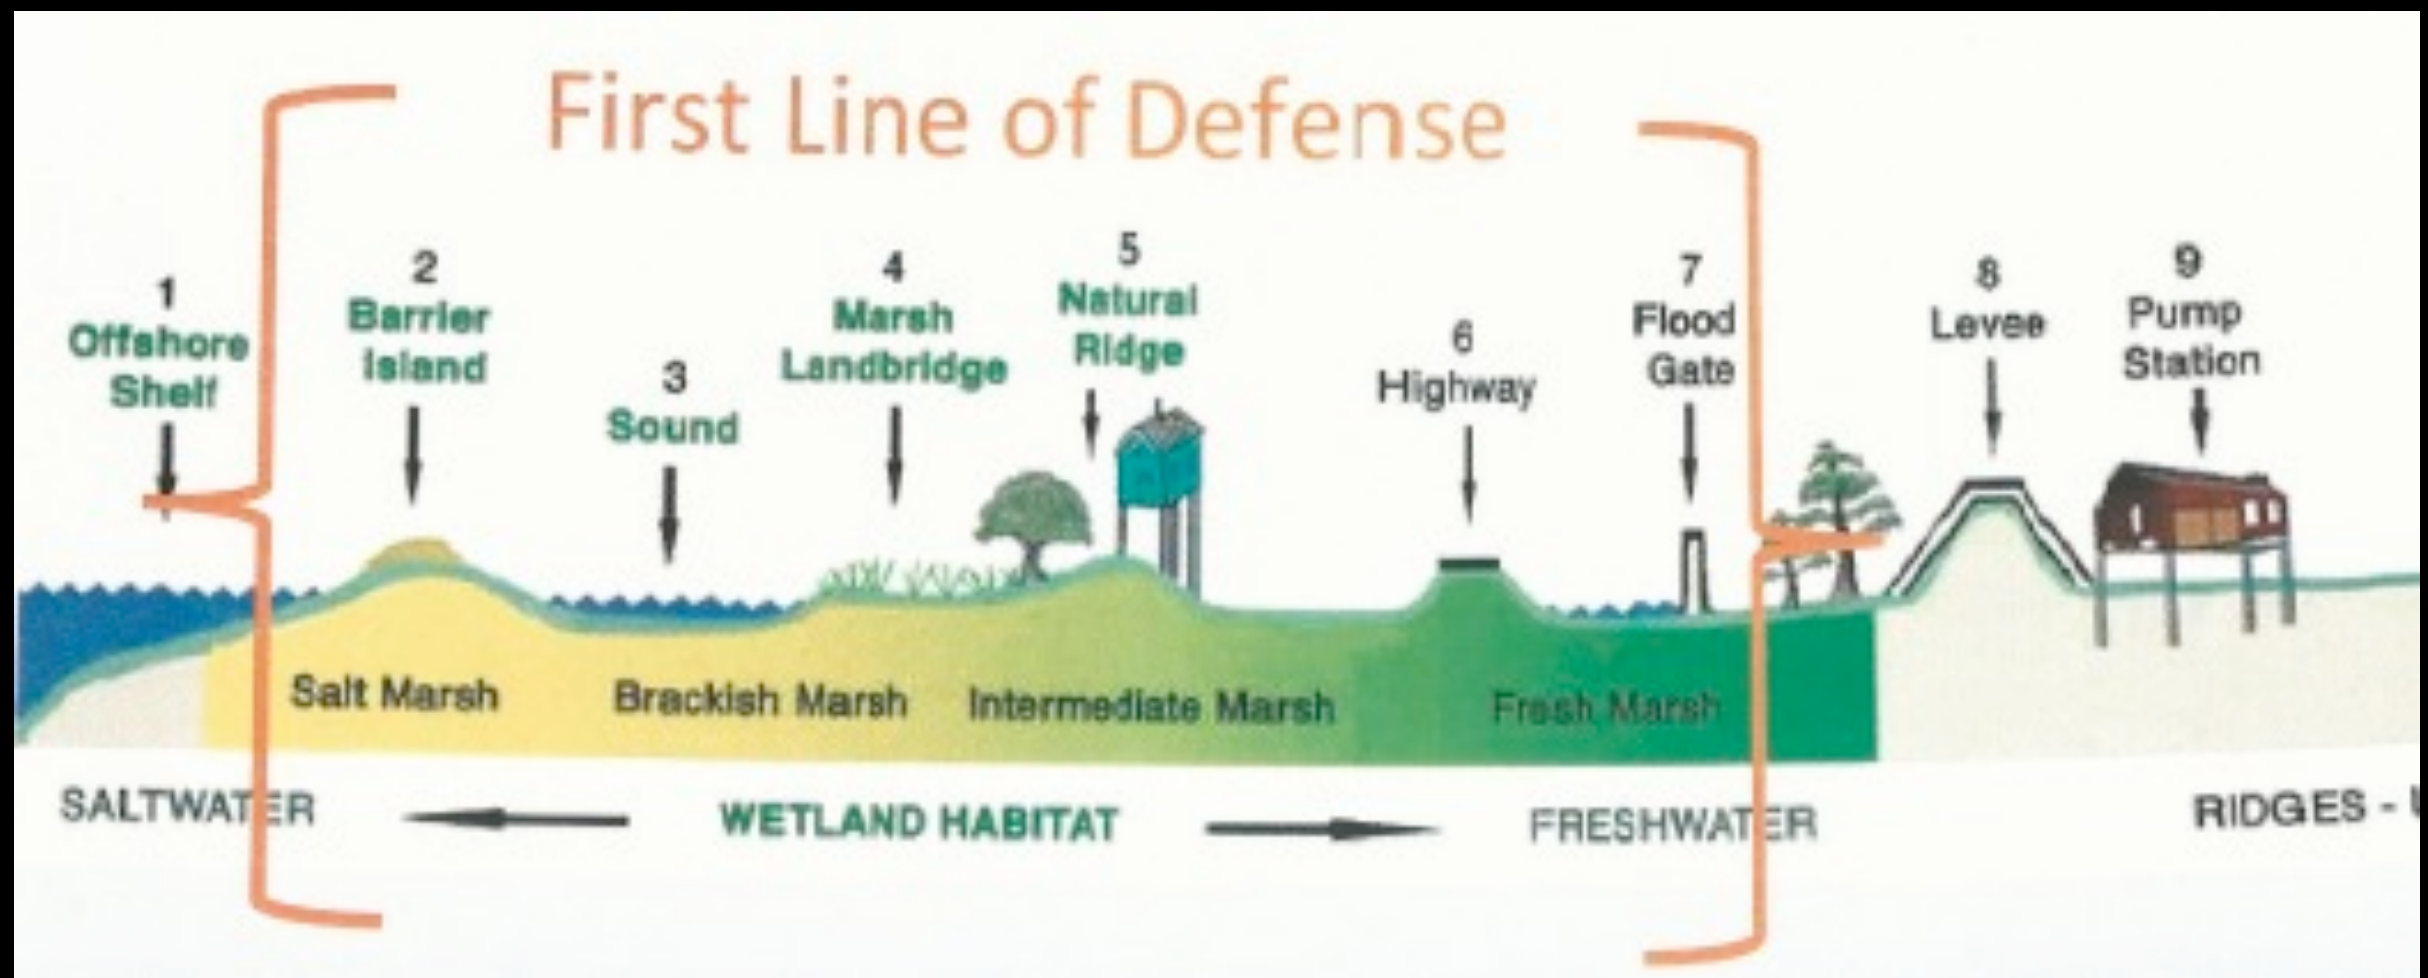 First Line of Defense
1
Offshore
Shelf
2
Barrier
Island
3
Sound
4
Marsh
Landbridge
5
Natural
Ridge
6
Highway
7
Flood
Gate
8
Levee
9
Pump
Station
Salt Marsh
Brackish Marsh
Intermediate Marsh
Fresh Marsh
SALTWATER
WETLAND HABITAT
FRESHWATER
RIDGES -